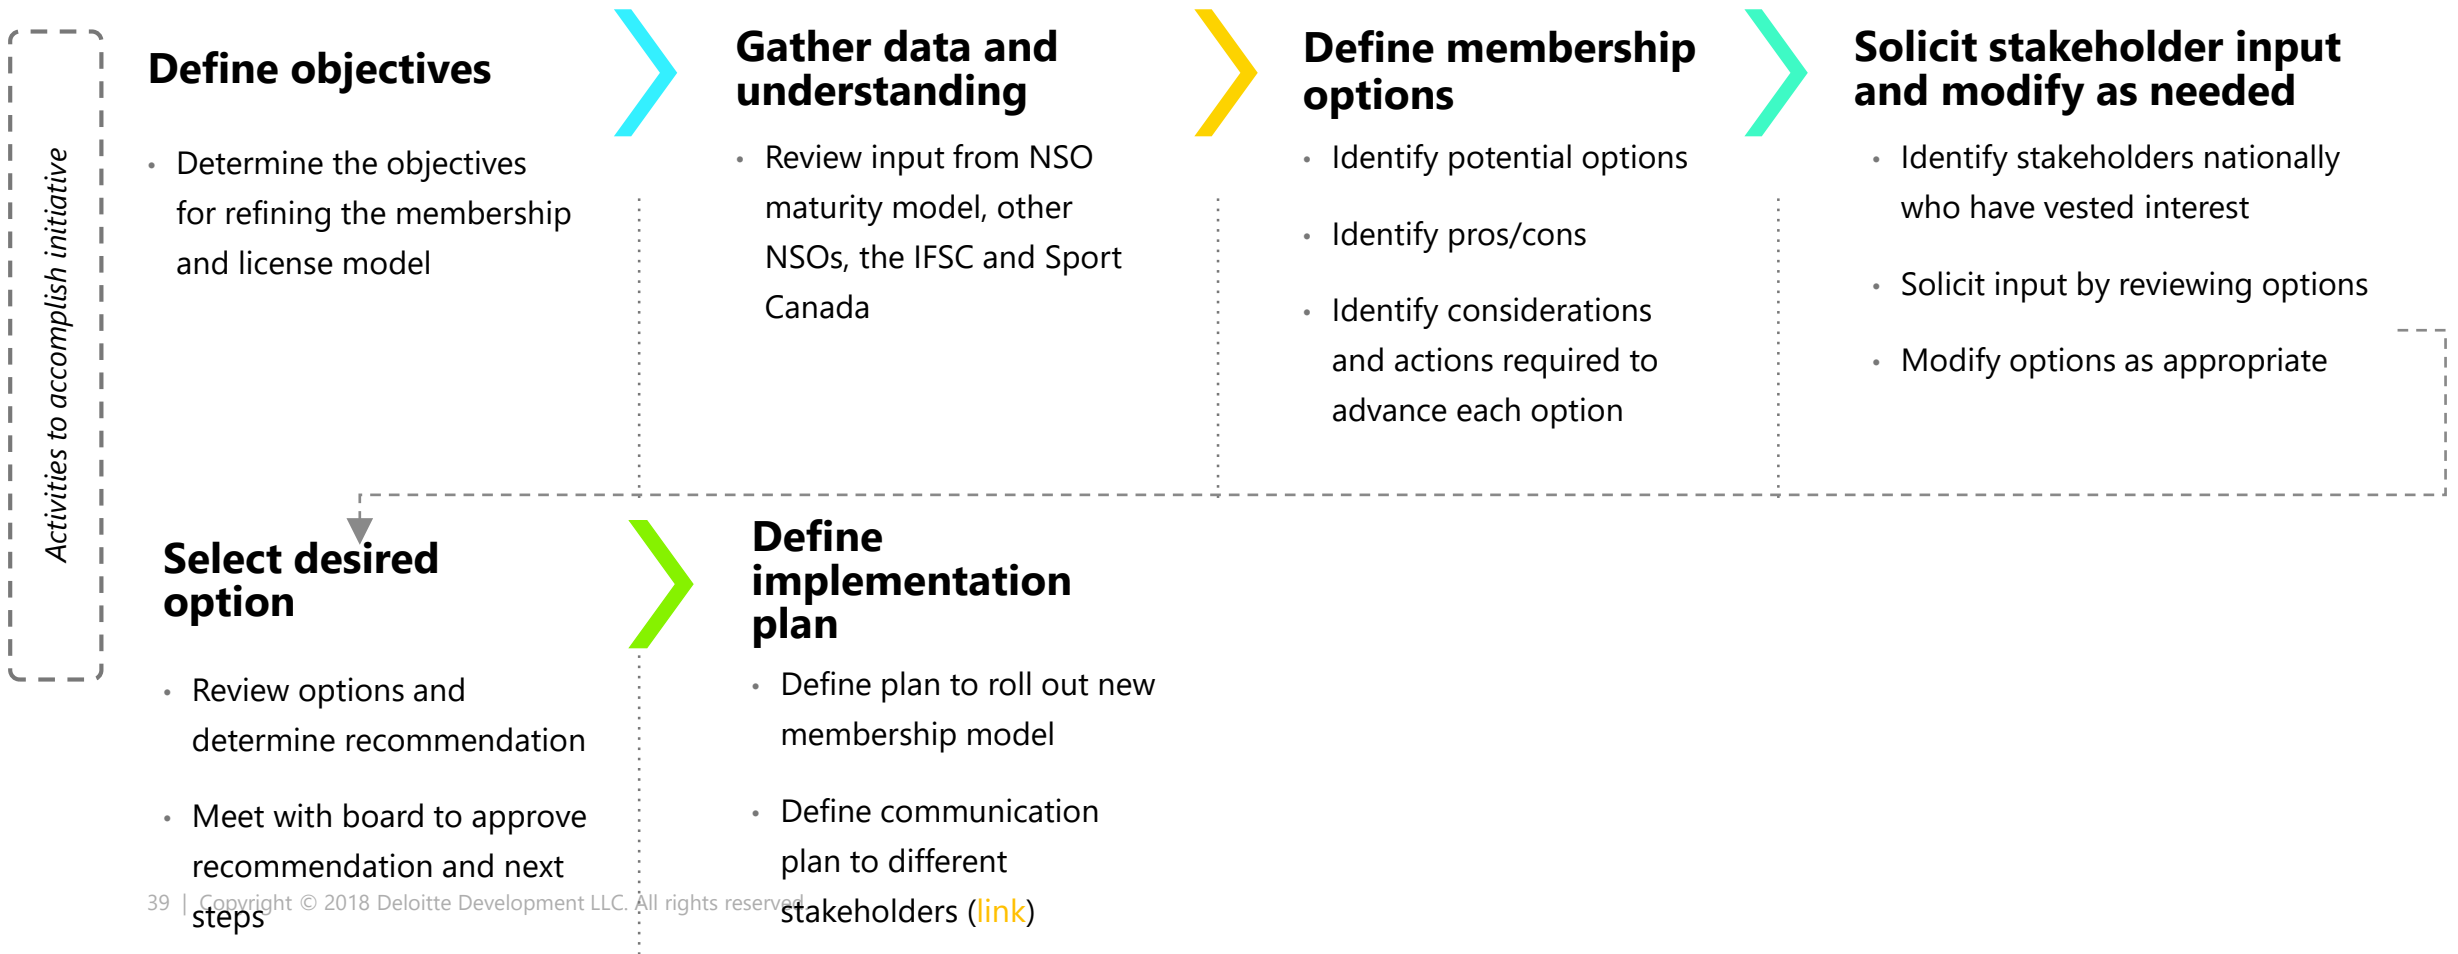 Activities to accomplish initiative
Define objectives
• Determine the objectives
for refining the membership
and license model
Gather data and
understanding
• Review input from NSO
maturity model, other
NSOs, the IFSC and Sport
Canada
Define membership
options
• Identify potential options
• Identify pros/cons
• Identify considerations
and actions required to
advance each option
Solicit stakeholder input
and modify as needed
• Identify stakeholders nationally
who have vested interest
• Solicit input by reviewing options
• Modify options as appropriate
Select desired
option
• Review options and
determine recommendation
• Meet with board to approve
recommendation and next
steps
Define
implementation
plan
• Define plan to roll out new
membership model
• Define communication
plan to different
stakeholders (link)
39 | Copyright © 2018 Deloitte Development LLC. All rights reserved